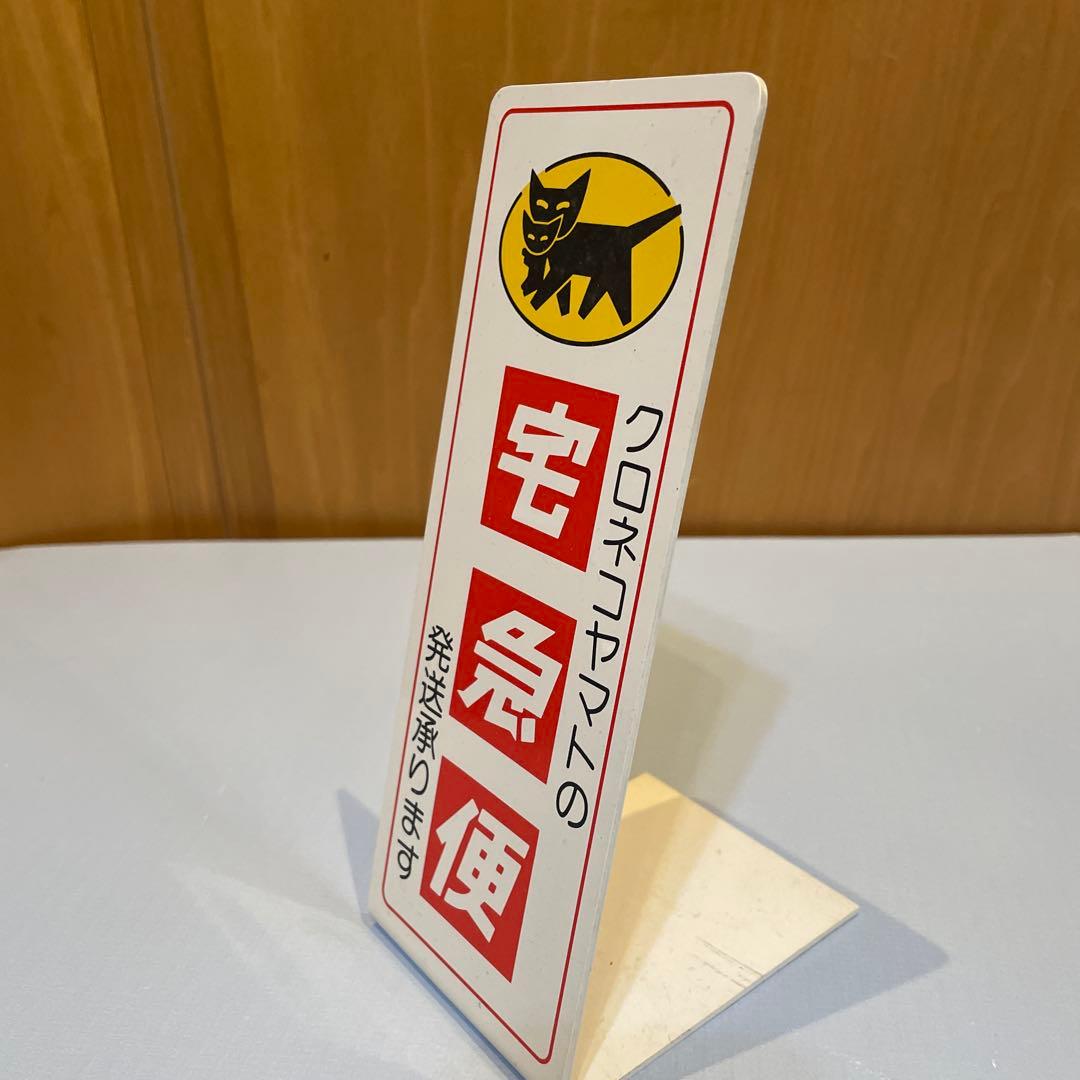 クロネコヤマトの
宅急便
発送承ります